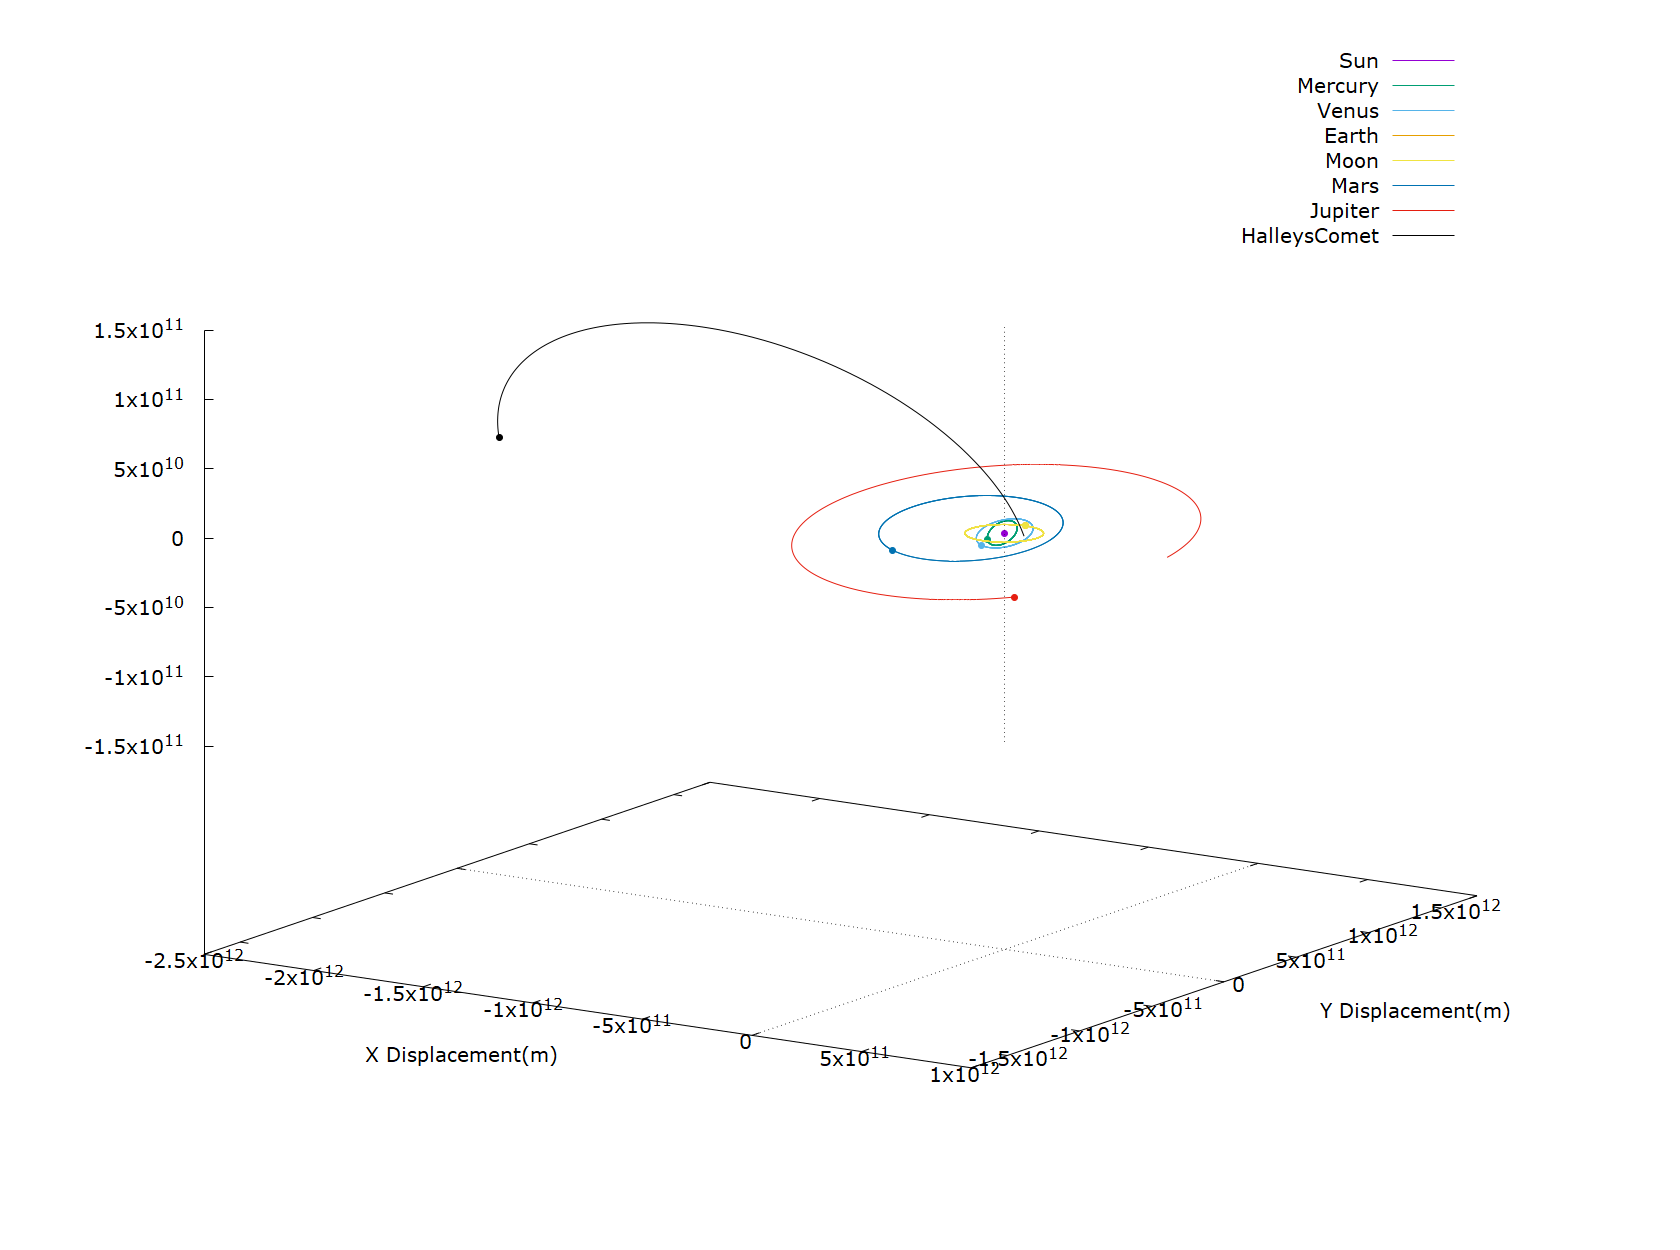 Sun
Mercury
Venus
Earth
Moon
Mars
Jupiter
HalleysComet
1.5x10^11
1x10^11
5x10^10
0
-5x10^10
-1x10^11
-1.5x10^11
-2.5x10^12
-2x10^12
-1.5x10^12
-1x10^12
-5x10^11
0
5x10^11
1x10^12
X Displacement(m)
-1.5x10^12
-1x10^12
-5x10^11
0
5x10^11
1x10^12
1.5x10^12
Y Displacement(m)